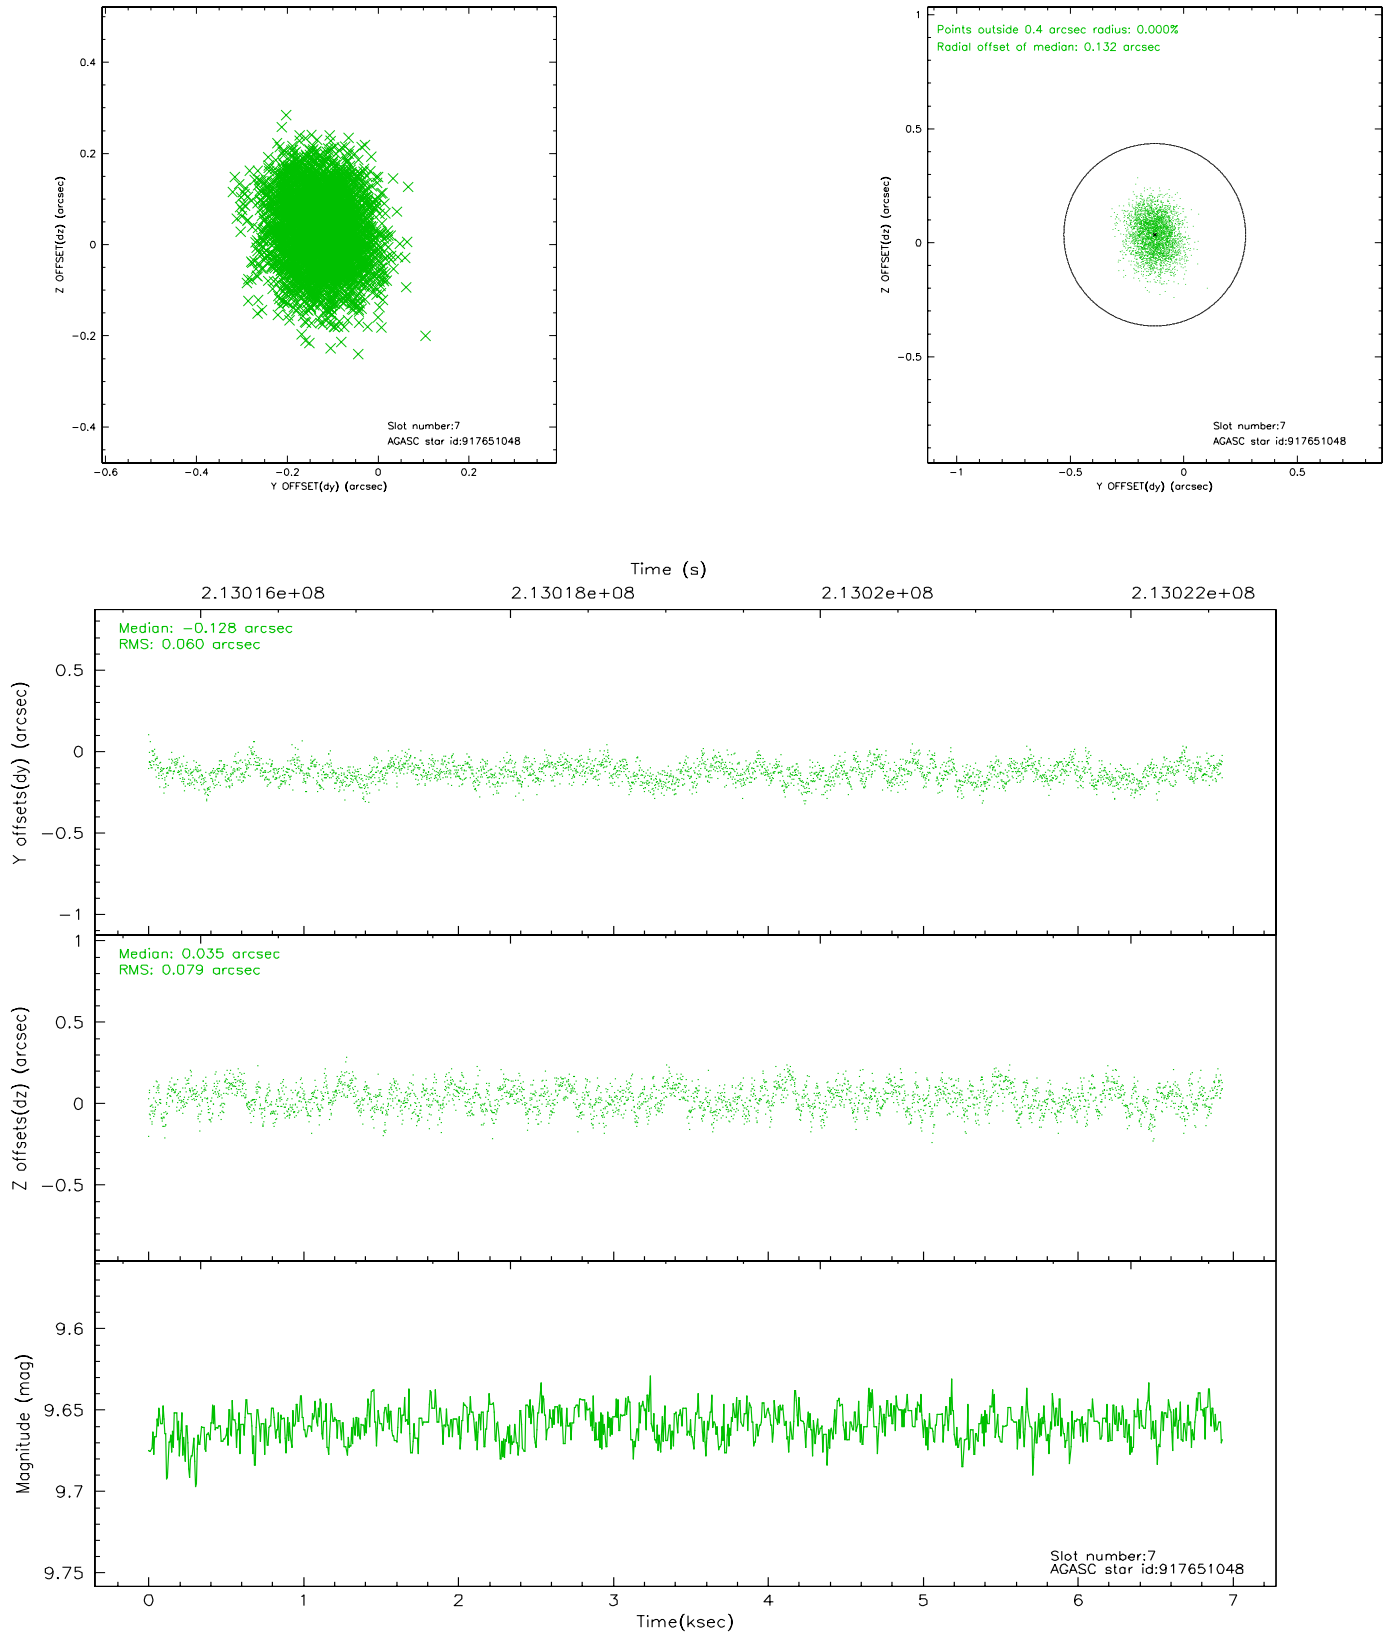 0.4
0.2
0
-0.2
-0.4
Z OFFSET(dz) (arcsec)
Slot number:7
AGASC star id:917651048
-0.6 -0.4 -0.2 0 0.2
Y OFFSET(dy) (arcsec)
Points outside 0.4 arcsec radius: 0.000%
Radial offset of median: 0.132 arcsec
1
0.5
0
-0.5
Z OFFSET(dz) (arcsec)
Slot number:7
AGASC star id:917651048
-1 -0.5 0 0.5
Y OFFSET(dy) (arcsec)
Time (s)
2.13016e+08 2.13018e+08 2.1302e+08 2.13022e+08
Median: -0.128 arcsec
RMS: 0.060 arcsec
0.5
0
-0.5
-1
Y offsets(dy) (arcsec)
Median: 0.035 arcsec
RMS: 0.079 arcsec
1
0.5
0
-0.5
Z offsets(dz) (arcsec)
9.6
9.65
9.7
9.75
Magnitude (mag)
Slot number:7
AGASC star id:917651048
0 1 2 3 4 5 6 7
Time(ksec)